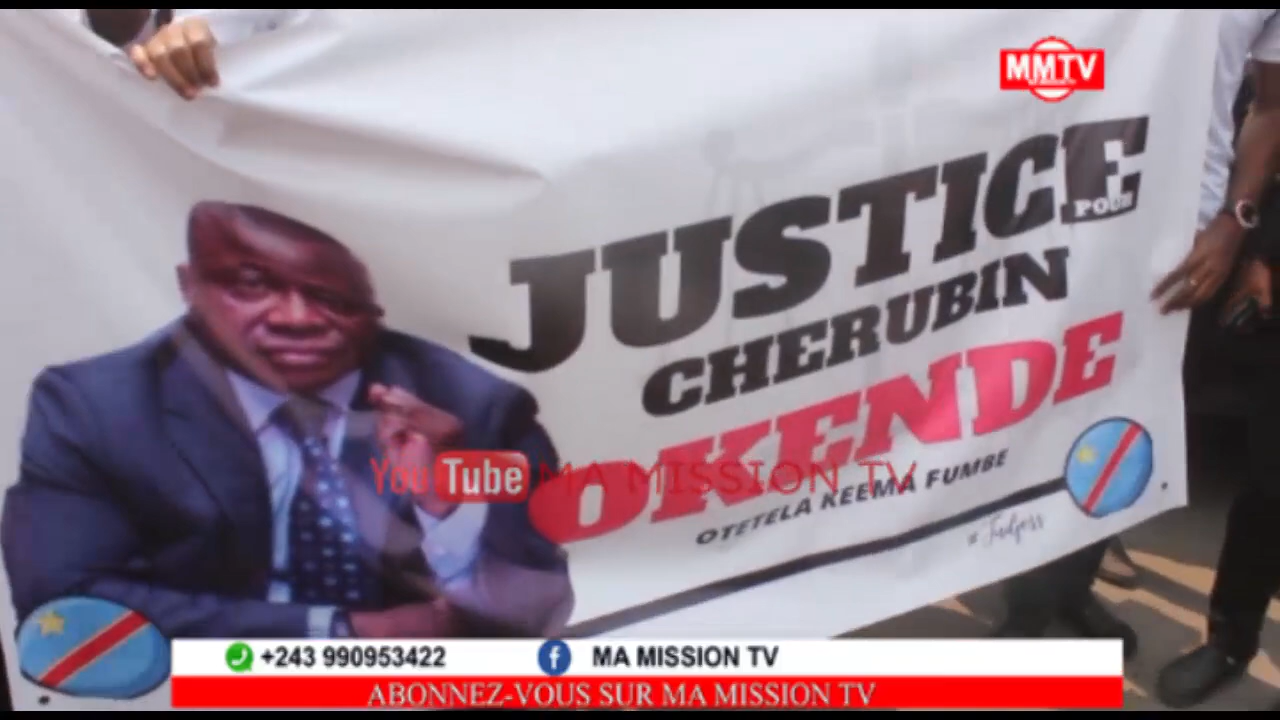 MMTV
JUSTICE
POUR
CHERUBIN
OKENDE
YouTube MA MISSION TV
OTETELA KEEMA FUMBE
+243 990953422 MA MISSION TV
ABONNEZ-VOUS SUR MA MISSION TV